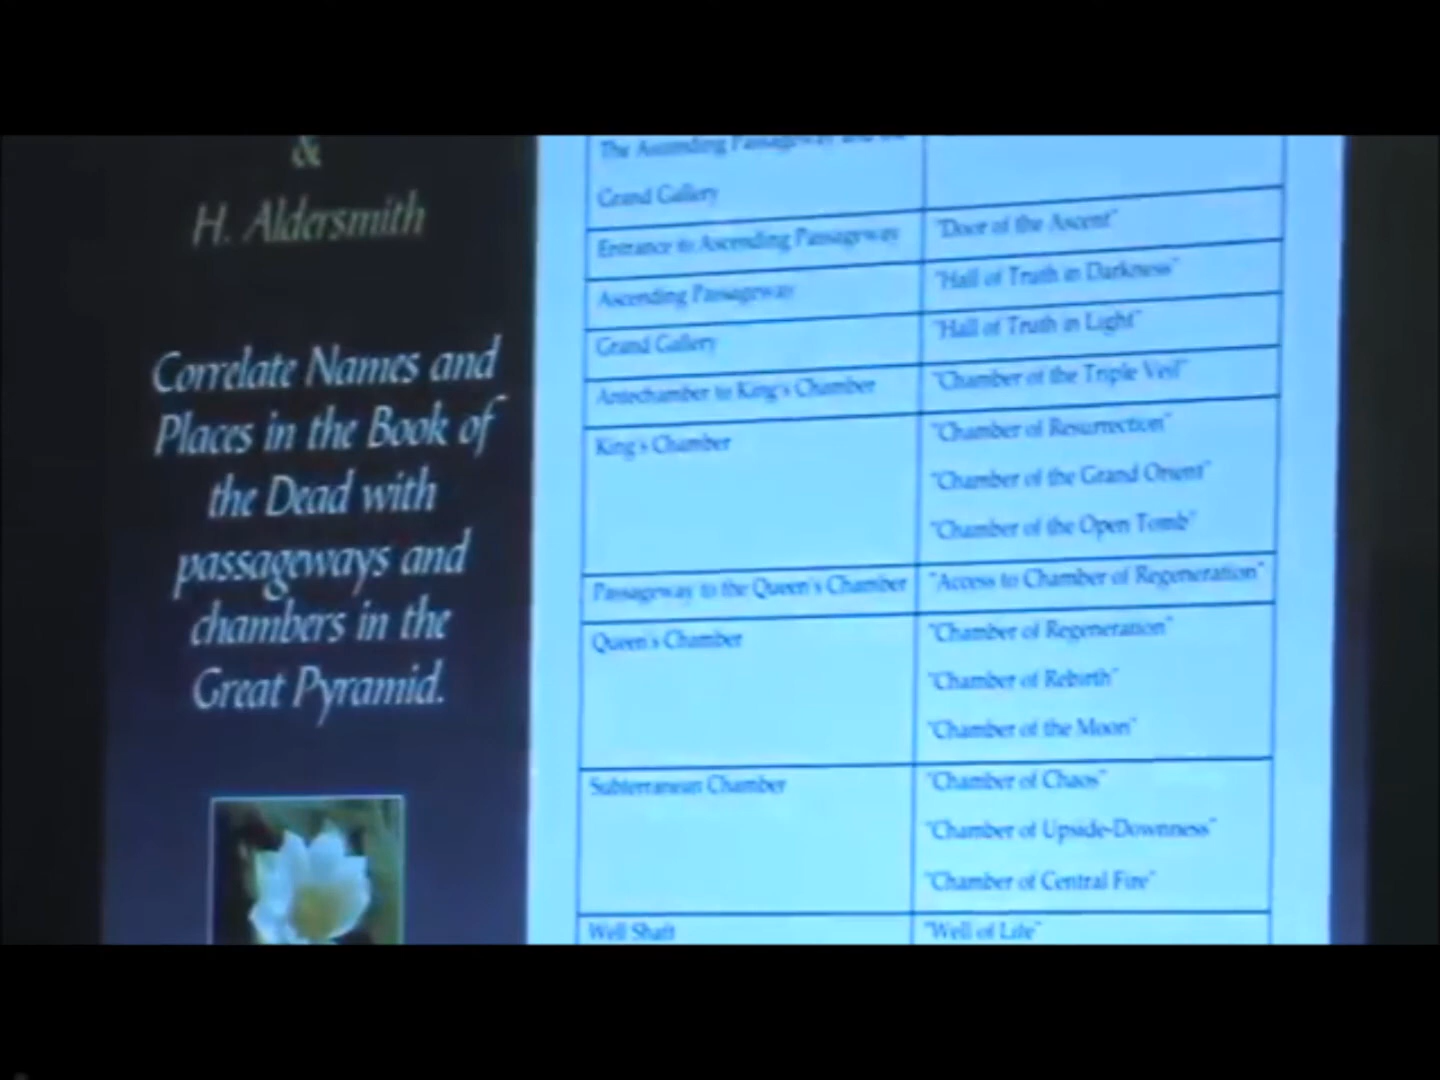 &
H. Aldersmith
Correlate Names and
Places in the Book of
the Dead with
passageways and
chambers in the
Great Pyramid.
The Ascending Passageway and the
Grand Gallery
Entrance to Ascending Passageway "Door of the Ascent"
Ascending Passageway "Hall of Truth in Darkness"
Grand Gallery "Hall of Truth in Light"
Antechamber to King's Chamber "Chamber of the Triple Veil"
King's Chamber "Chamber of Resurrection"
"Chamber of the Grand Orient"
"Chamber of the Open Tomb"
Passageway to the Queen's Chamber "Access to Chamber of Regeneration"
Queen's Chamber "Chamber of Regeneration"
"Chamber of Rebirth"
"Chamber of the Moon"
Subterranean Chamber "Chamber of Chaos"
"Chamber of Upside-Downness"
"Chamber of Central Fire"
Well Shaft "Well of Life"